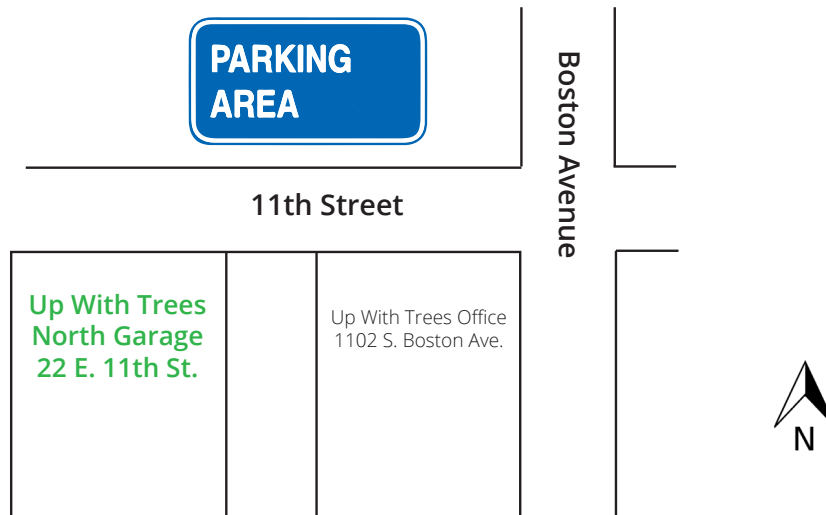 PARKING
AREA
Boston Avenue
11th Street
Up With Trees
North Garage
22 E. 11th St.
Up With Trees Office
1102 S. Boston Ave.
N